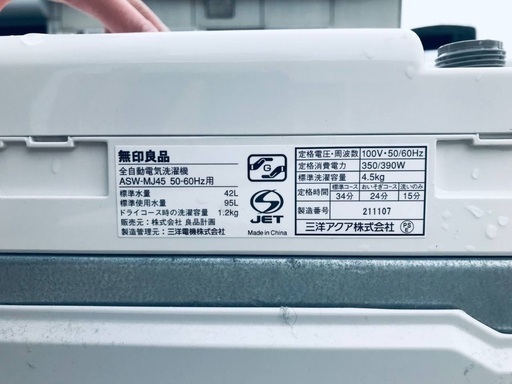 無印良品
全自動電気洗濯機
ASW-MJ45 50-60Hz用
標準水量 42L
標準使用水量 95L
ドライコース時の洗濯容量 1.2kg
販売元：株式会社 良品計画
製造管理元：三洋電機株式会社
G
S
JET
Made in China
定格電圧・周波数 100V・50/60Hz
定格消費電力 350/390W
標準洗濯容量 4.5kg
定格時間 標準コース おいそぎコース 洗いのみ
34分 24分 15分
製造番号 211107
三洋アクア株式会社
PS
E